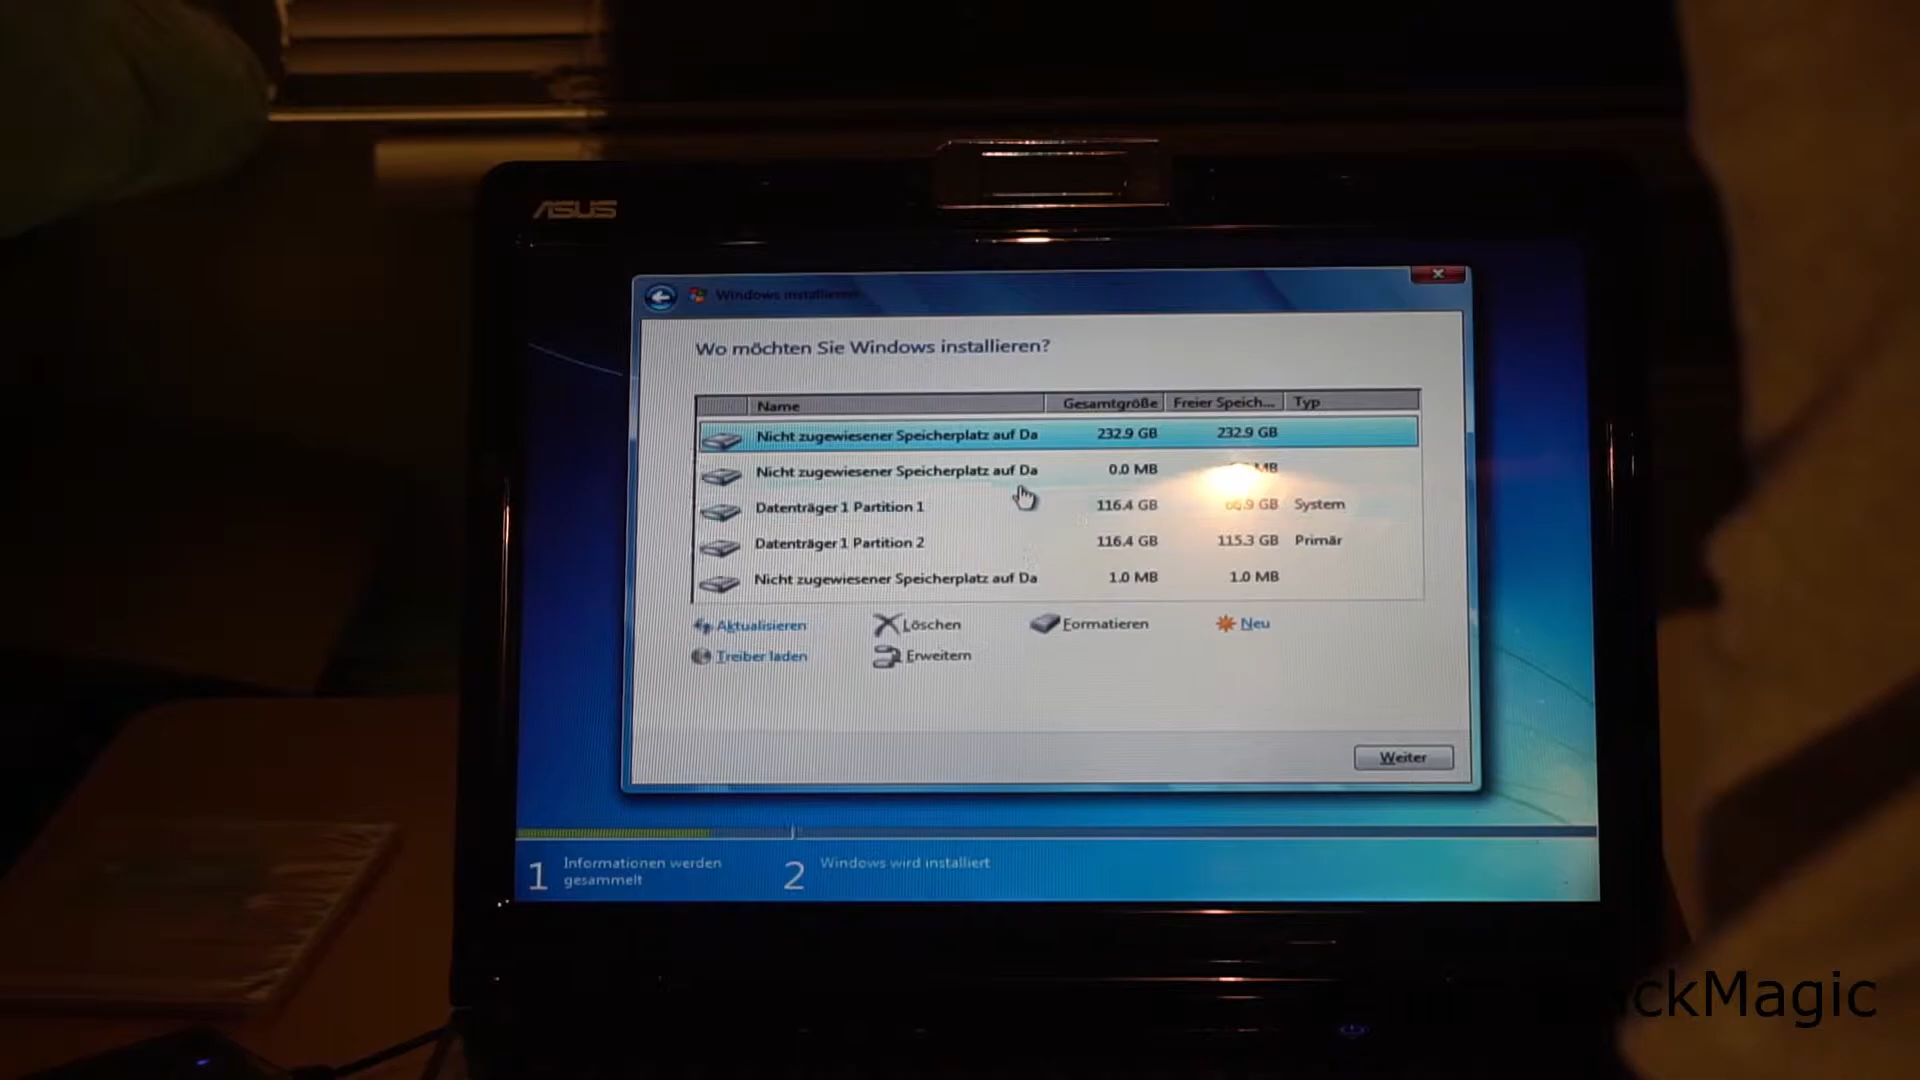 ASUS
Windows installieren
Wo möchten Sie Windows installieren?
Name Gesamtgröße Freier Speich... Typ
Nicht zugewiesener Speicherplatz auf Da 232.9 GB 232.9 GB
Nicht zugewiesener Speicherplatz auf Da 0.0 MB MB
Datenträger 1 Partition 1 116.4 GB GB System
Datenträger 1 Partition 2 116.4 GB 115.3 GB Primär
Nicht zugewiesener Speicherplatz auf Da 1.0 MB 1.0 MB
Aktualisieren Löschen Formatieren Neu
Treiber laden Erweitern
Weiter
1 Informationen werden
gesammelt
2 Windows wird installiert
ckMagic